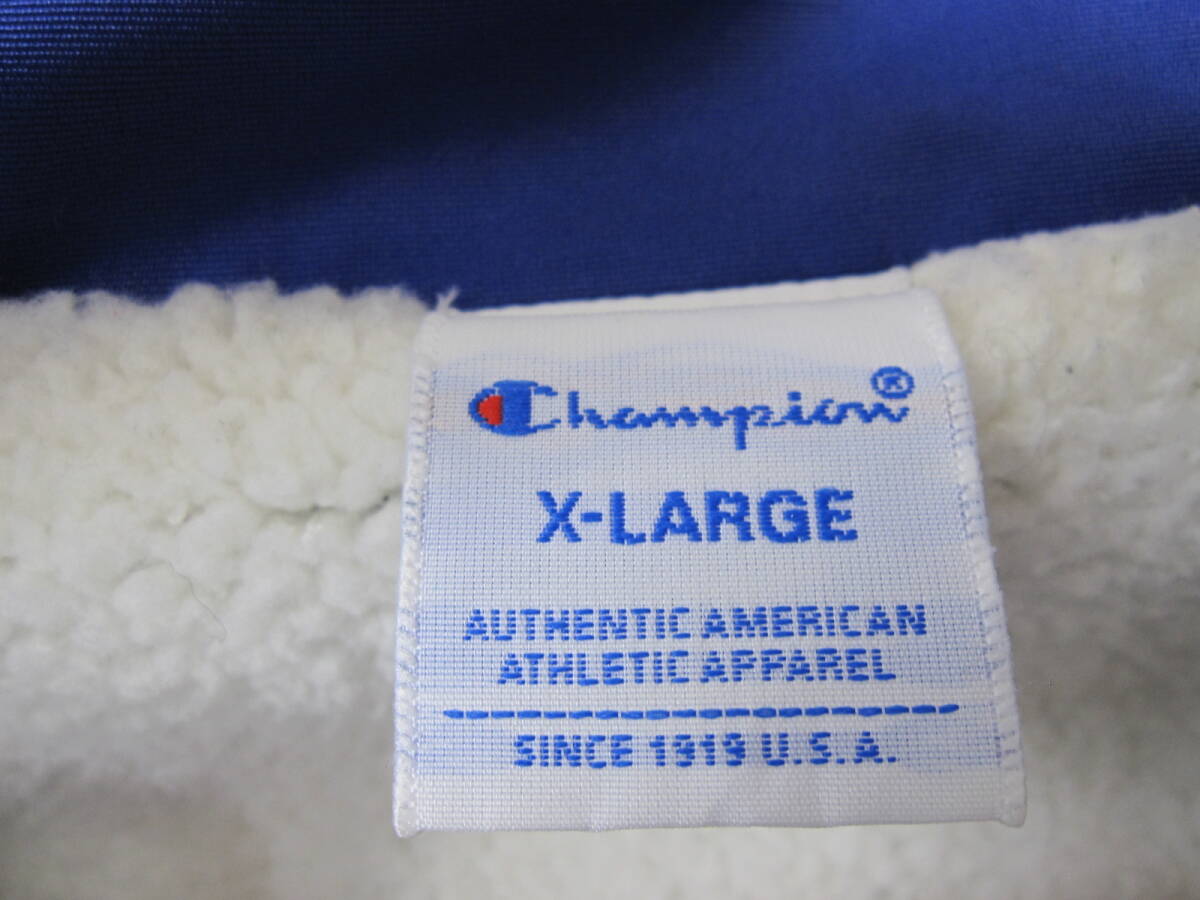 Champion®
X-LARGE
AUTHENTIC AMERICAN
ATHLETIC APPAREL
SINCE 1919 U.S.A.